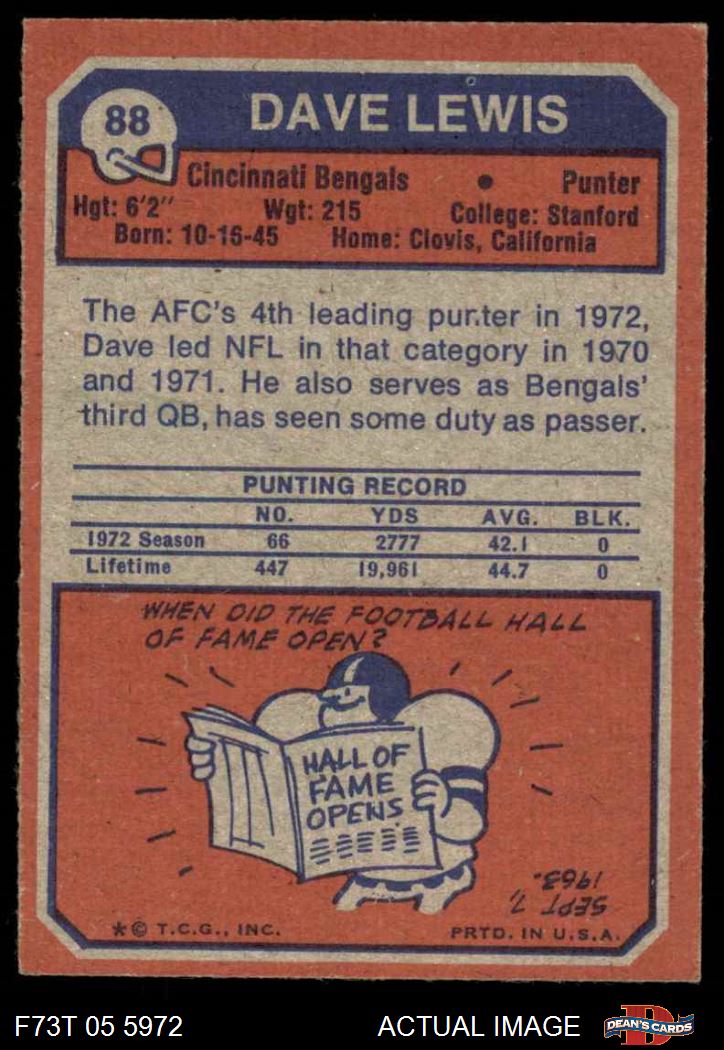 88
DAVE LEWIS
Cincinnati Bengals • Punter
Hgt: 6'2" Wgt: 215 College: Stanford
Born: 10-16-45 Home: Clovis, California
The AFC's 4th leading punter in 1972,
Dave led NFL in that category in 1970
and 1971. He also serves as Bengals'
third QB, has seen some duty as passer.
PUNTING RECORD
NO. YDS AVG. BLK.
1972 Season 66 2777 42.1 0
Lifetime 447 19,961 44.7 0
WHEN DID THE FOOTBALL HALL
OF FAME OPEN?
HALL OF
FAME
OPENS
SEPT 7,
1963.
*© T.C.G., INC. PRTD. IN U.S.A.
F73T 05 5972 ACTUAL IMAGE
D
DEAN'S CARDS